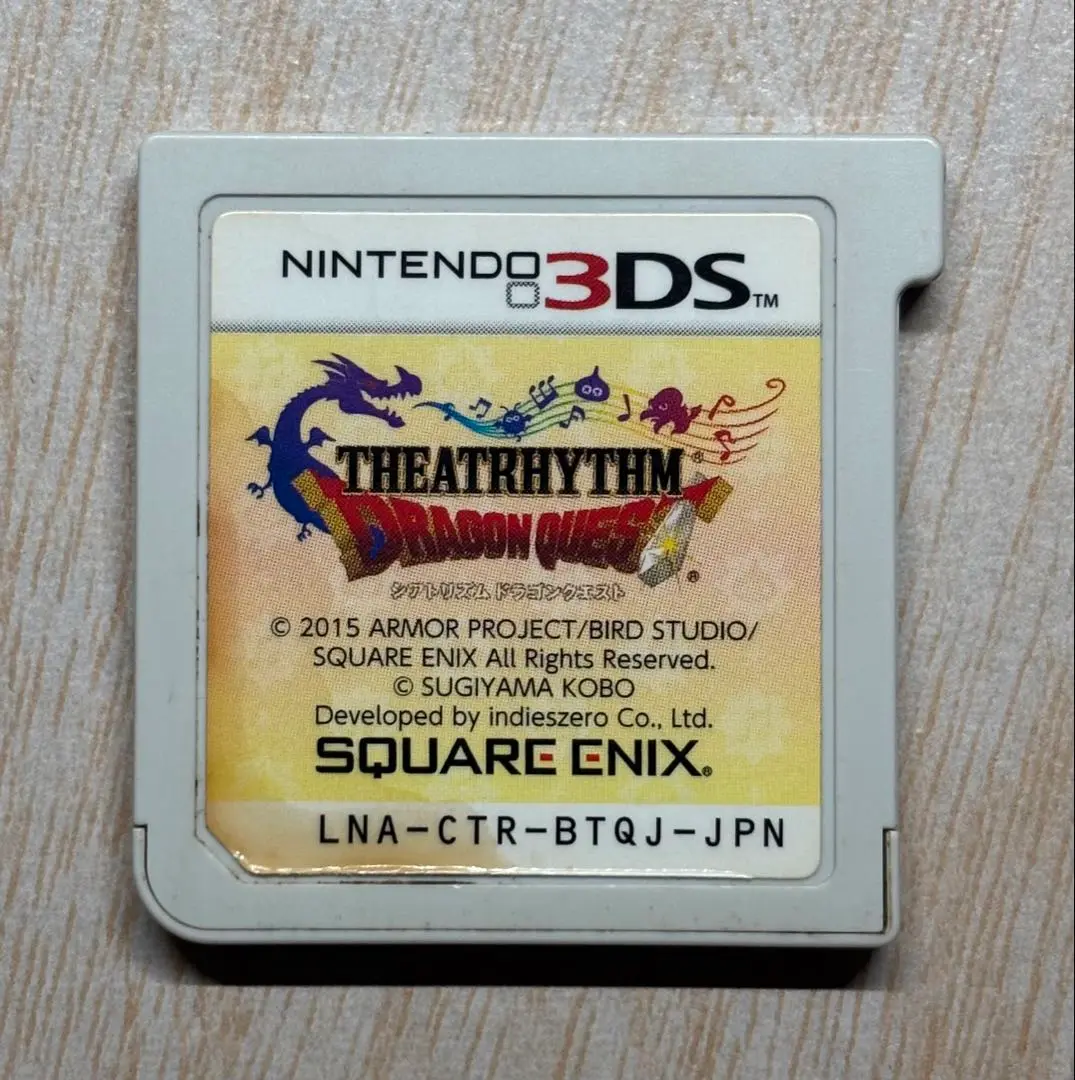 NINTENDO 3DS™
THEATRHYTHM®
DRAGON QUEST®
シアトリズム ドラゴンクエスト
© 2015 ARMOR PROJECT/BIRD STUDIO/
SQUARE ENIX All Rights Reserved.
© SUGIYAMA KOBO
Developed by indieszero Co., Ltd.
SQUARE ENIX®
LNA-CTR-BTQJ-JPN